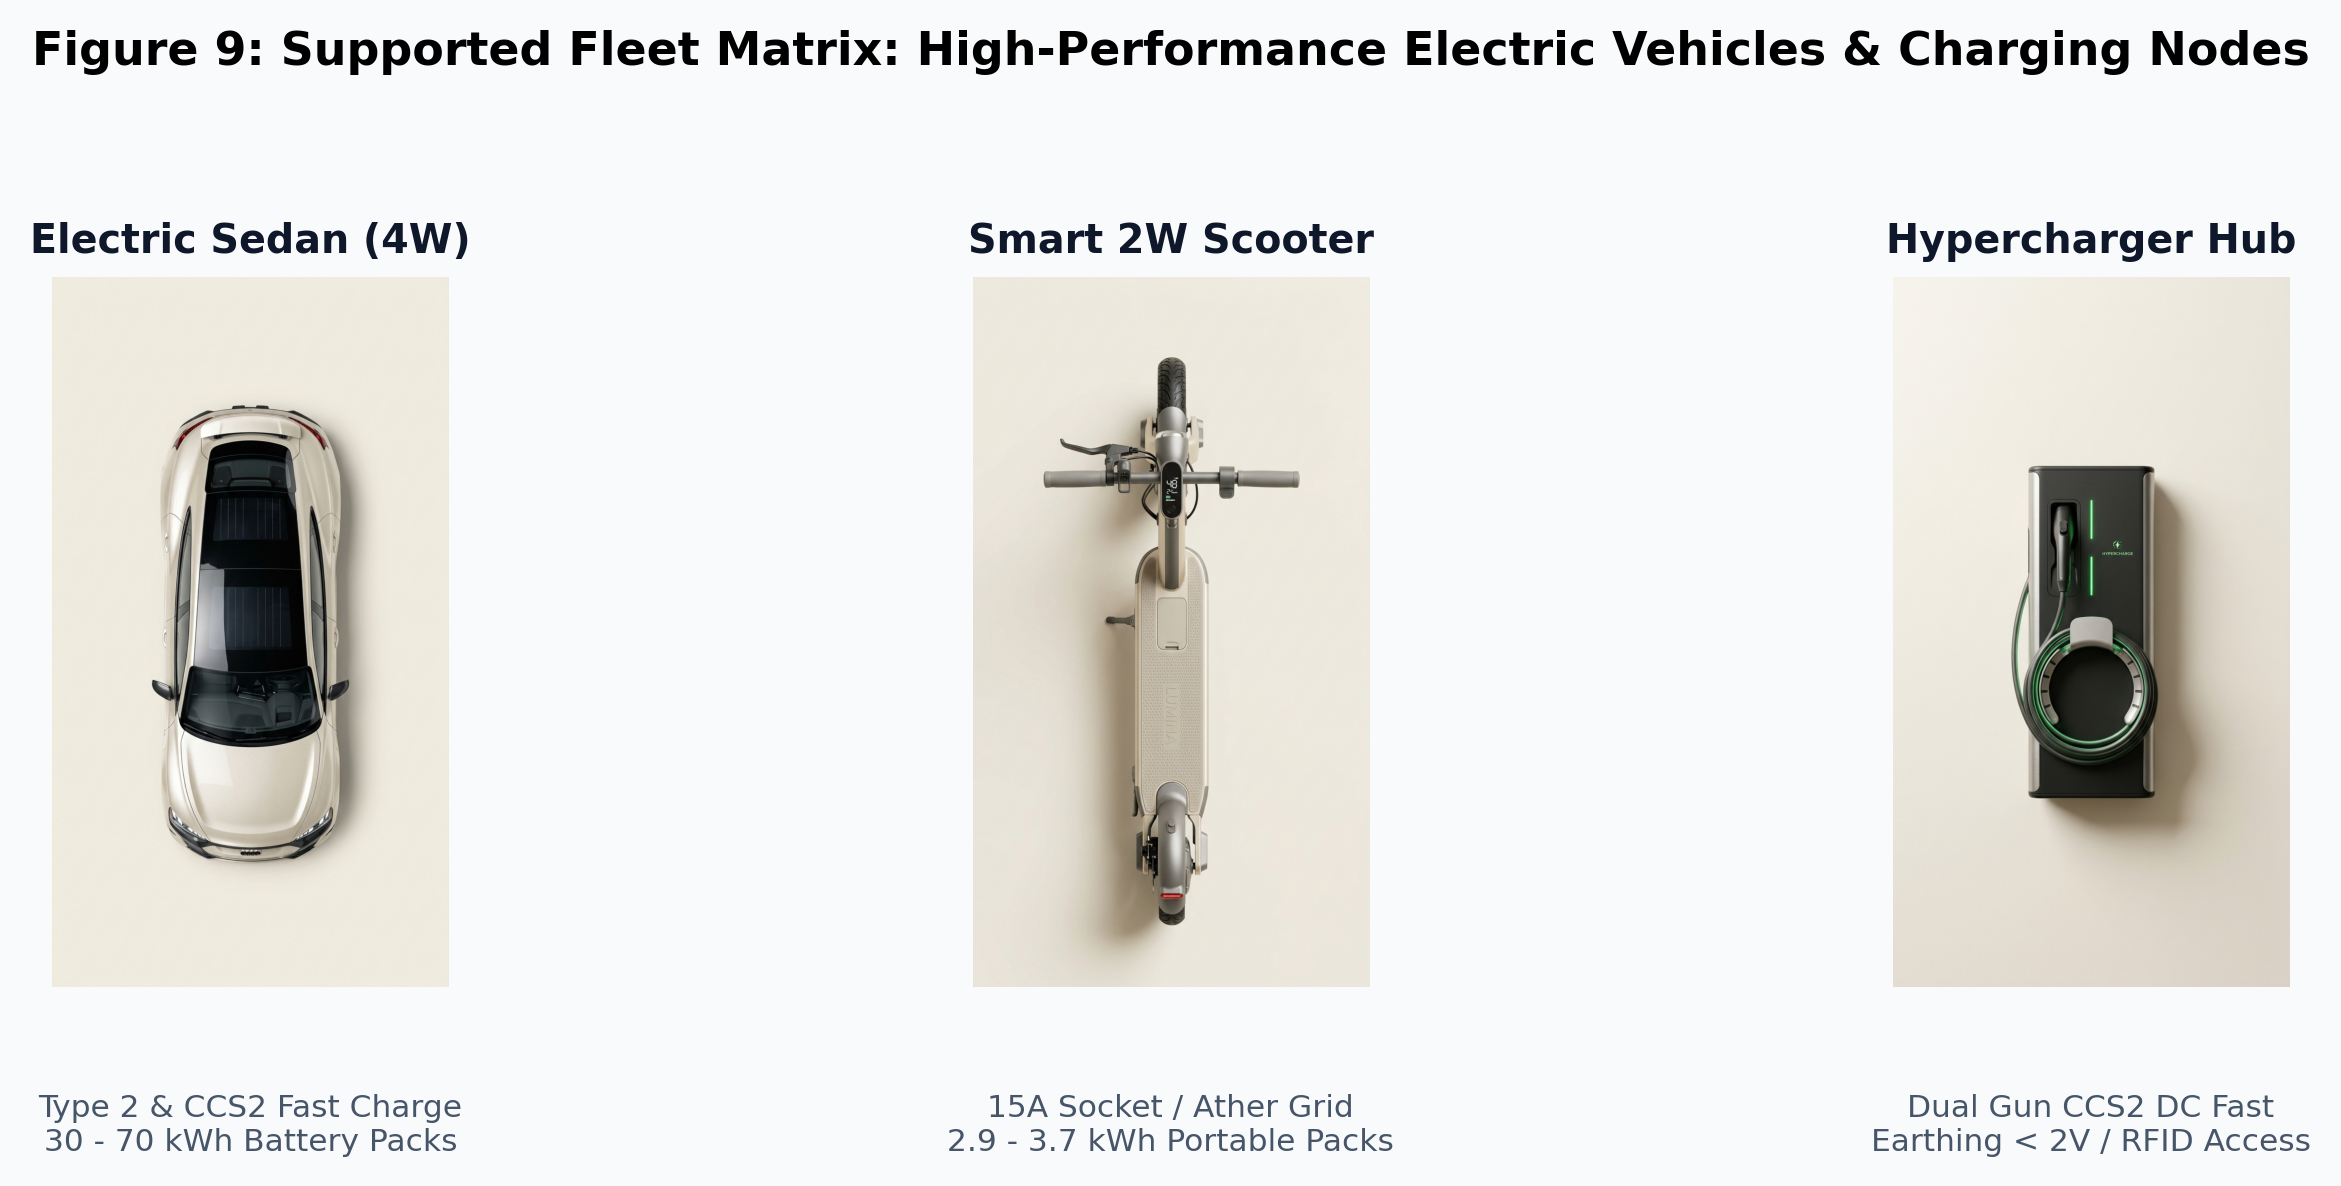 Figure 9: Supported Fleet Matrix: High-Performance Electric Vehicles & Charging Nodes
Electric Sedan (4W)
Smart 2W Scooter
Hypercharger Hub
HYPERCHARGE
Type 2 & CCS2 Fast Charge
30 - 70 kWh Battery Packs
15A Socket / Ather Grid
2.9 - 3.7 kWh Portable Packs
Dual Gun CCS2 DC Fast
Earthing < 2V / RFID Access